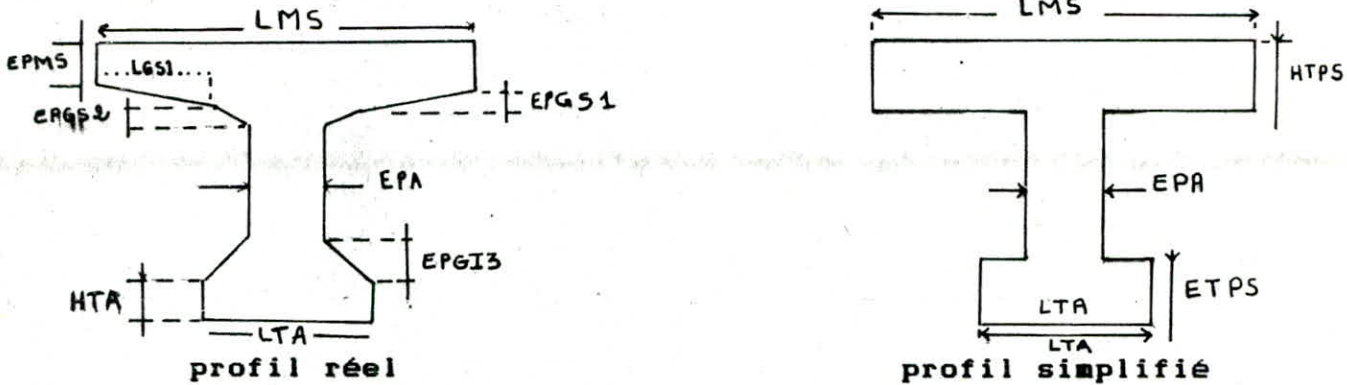 LMS
EPMS
LGS1
EPGS2
EPGS1
EPA
EPGI3
HTA
LTA
profil réel
LMS
HTPS
EPA
ETPS
LTA
LTA
profil simplifié